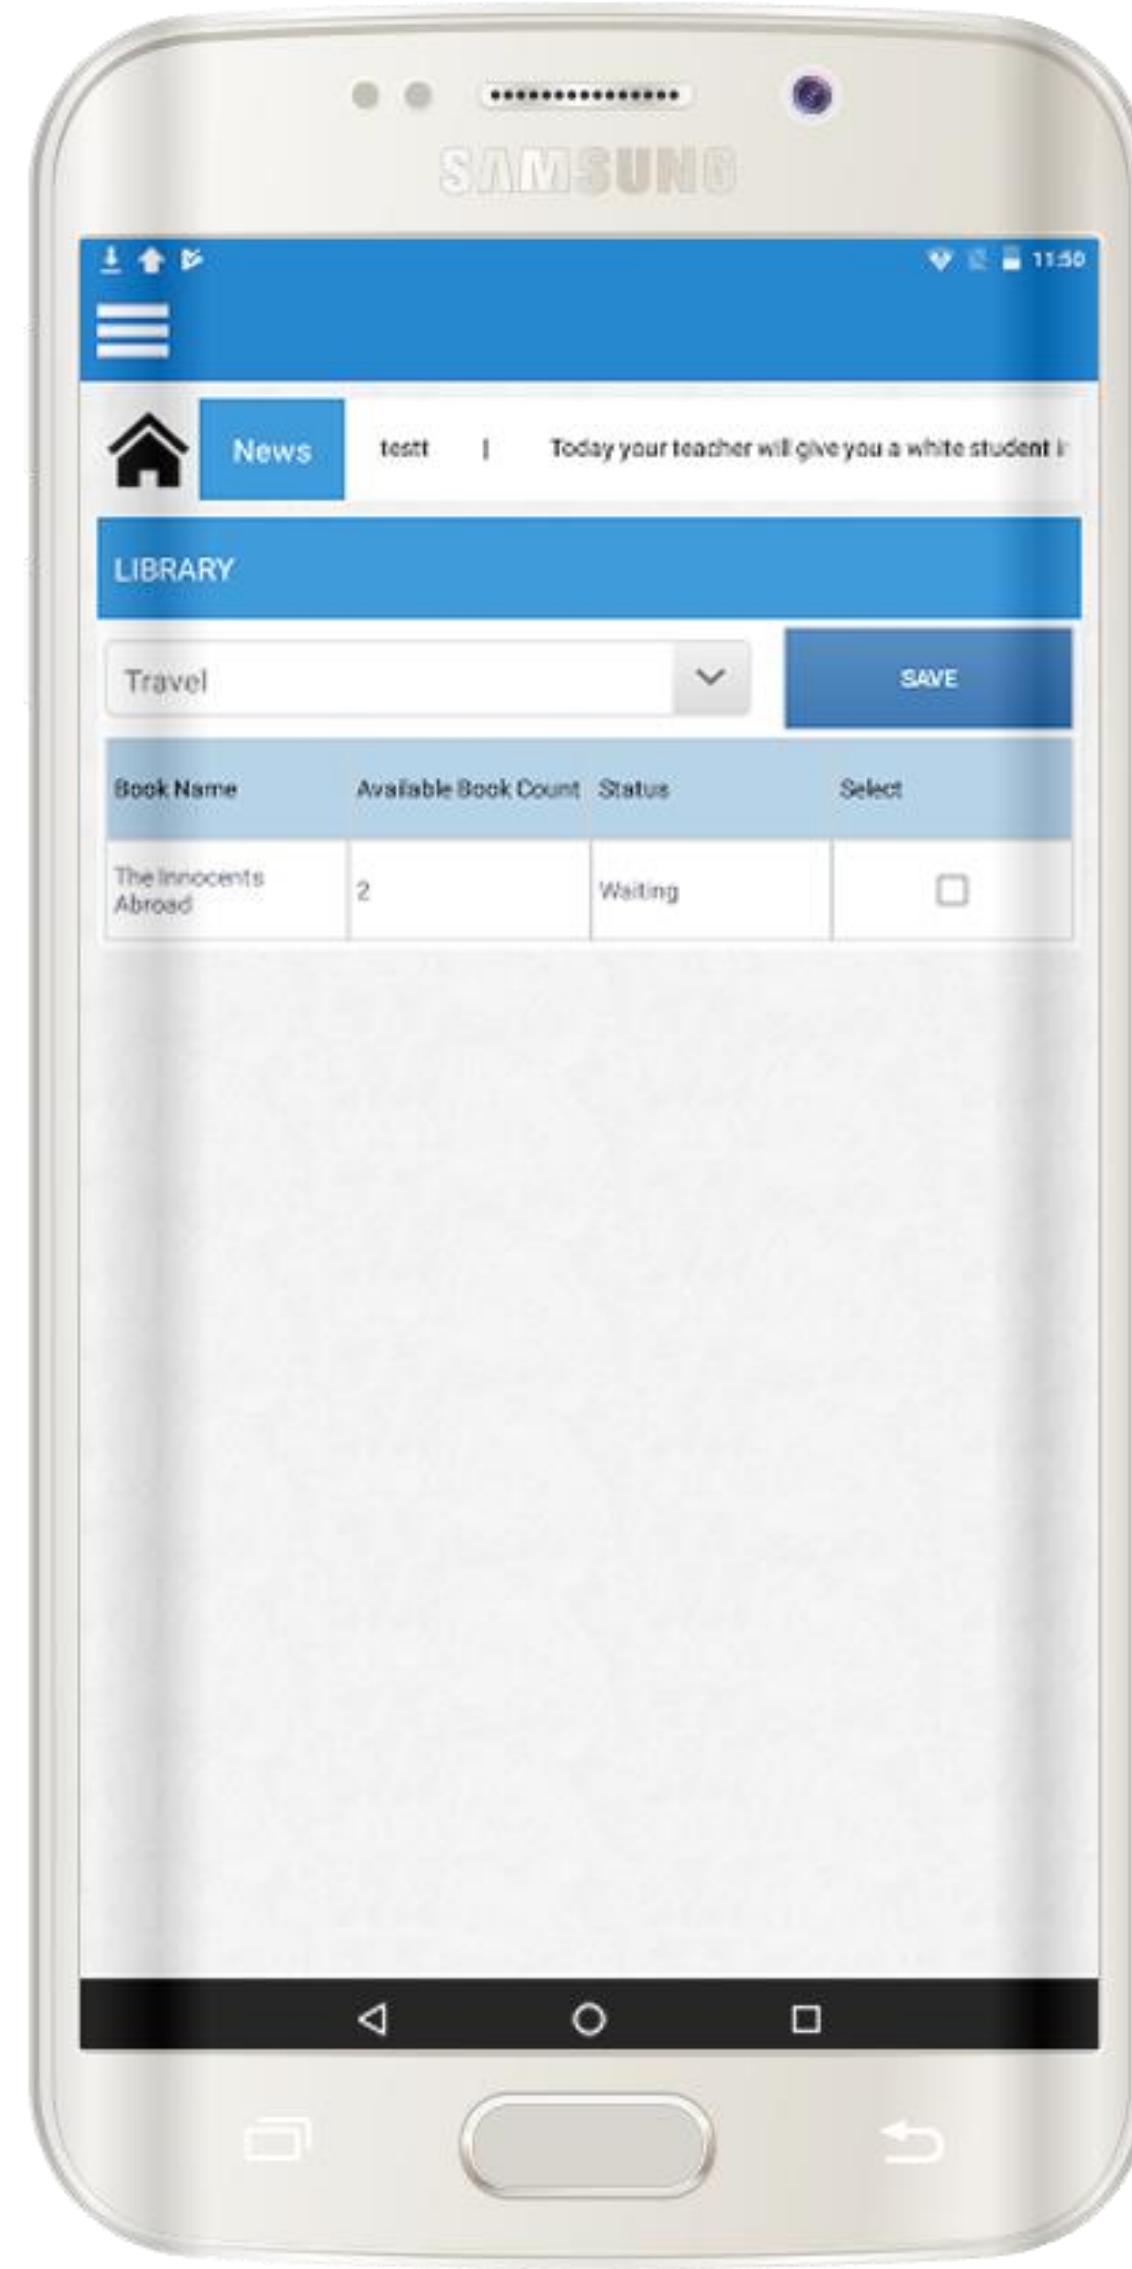 SAMSUNG
11:50
News
testt | Today your teacher will give you a white student i
LIBRARY
Travel
SAVE
Book Name Available Book Count Status Select
The Innocents
Abroad
2
Waiting